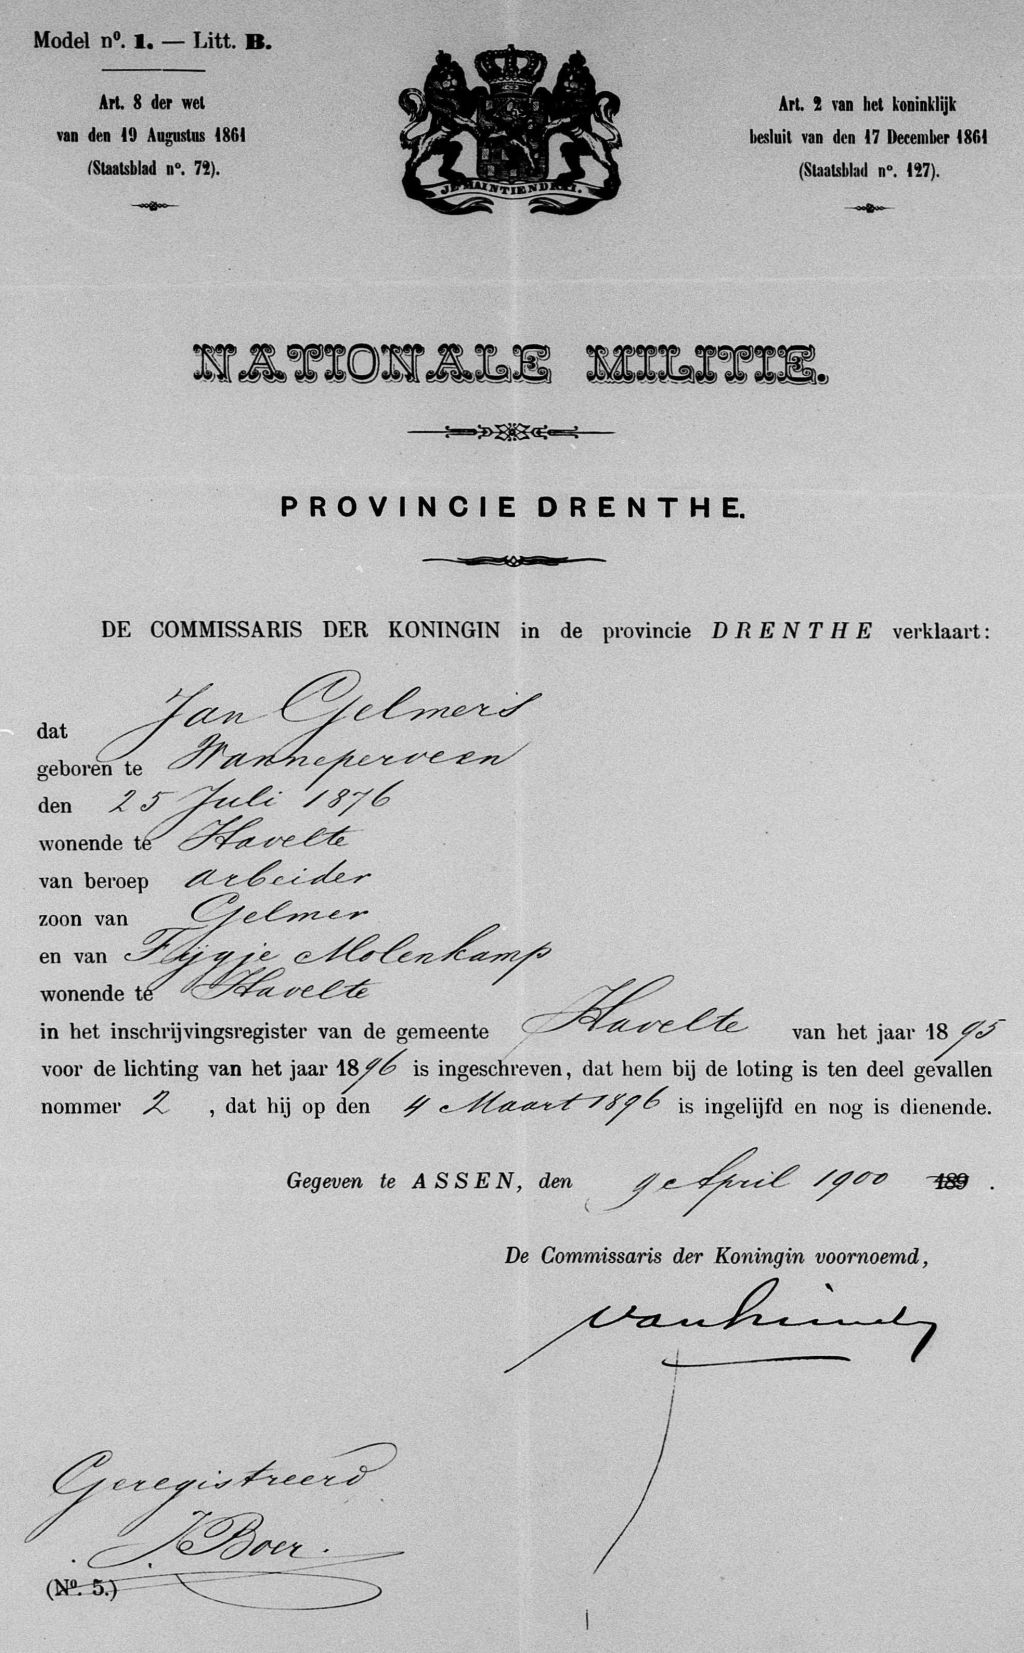 Model nº. 1. — Litt. B.
Art. 8 der wet
van den 19 Augustus 1861
(Staatsblad nº. 72).
JE MAINTIENDRAI.
Art. 2 van het koninklijk
besluit van den 17 December 1861
(Staatsblad nº. 127).
NATIONALE MILITIE.
PROVINCIE DRENTHE.
DE COMMISSARIS DER KONINGIN in de provincie DRENTHE verklaart:
dat Jan Gelmers
geboren te Wanneperveen
den 25 Juli 1876
wonende te Havelte
van beroep arbeider
zoon van Gelmer
en van Fijgje Molenkamp
wonende te Havelte
in het inschrijvingsregister van de gemeente Havelte van het jaar 1895
voor de lichting van het jaar 1896 is ingeschreven, dat hem bij de loting is ten deel gevallen
nommer 2, dat hij op den 4 Maart 1896 is ingelijfd en nog is dienende.
Gegeven te ASSEN, den 9 April 1900 189.
De Commissaris der Koningin voornoemd,
Geregistreerd
J Boer.
(Nº. 5.)